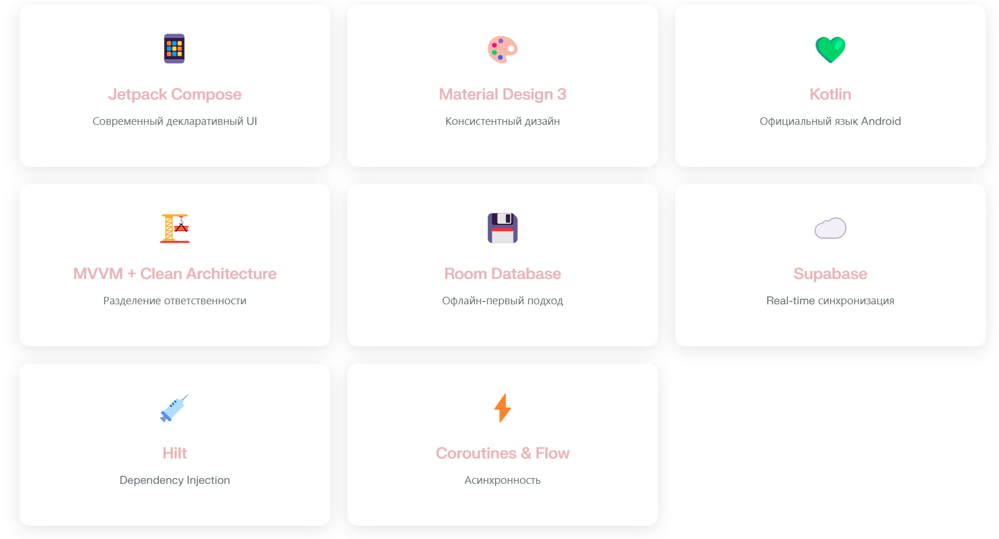 Jetpack Compose
Современный декларативный UI
Material Design 3
Консистентный дизайн
Kotlin
Официальный язык Android
MVVM + Clean Architecture
Разделение ответственности
Room Database
Офлайн-первый подход
Supabase
Real-time синхронизация
Hilt
Dependency Injection
Coroutines & Flow
Асинхронность